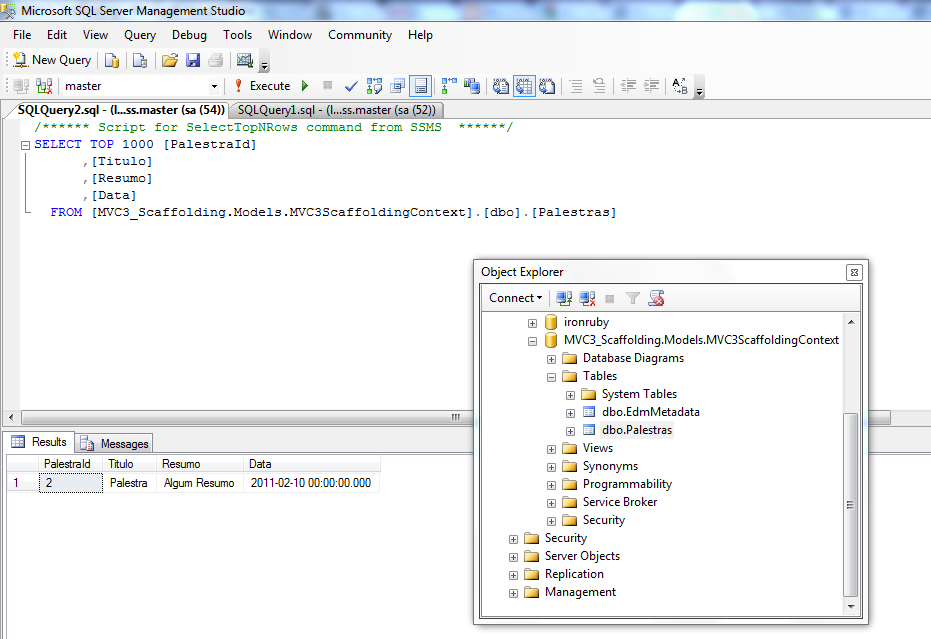 Microsoft SQL Server Management Studio
File Edit View Query Debug Tools Window Community Help
New Query
master Execute
SQLQuery2.sql - (l...ss.master (sa (54)) SQLQuery1.sql - (l...ss.master (sa (52))
/****** Script for SelectTopNRows command from SSMS ******/
SELECT TOP 1000 [PalestraId]
,[Titulo]
,[Resumo]
,[Data]
FROM [MVC3_Scaffolding.Models.MVC3ScaffoldingContext].[dbo].[Palestras]
Object Explorer
Connect
ironruby
MVC3_Scaffolding.Models.MVC3ScaffoldingContext
Database Diagrams
Tables
System Tables
dbo.EdmMetadata
dbo.Palestras
Views
Synonyms
Programmability
Service Broker
Security
Security
Server Objects
Replication
Management
Results Messages
PalestraId Titulo Resumo Data
1 2 Palestra Algum Resumo 2011-02-10 00:00:00.000